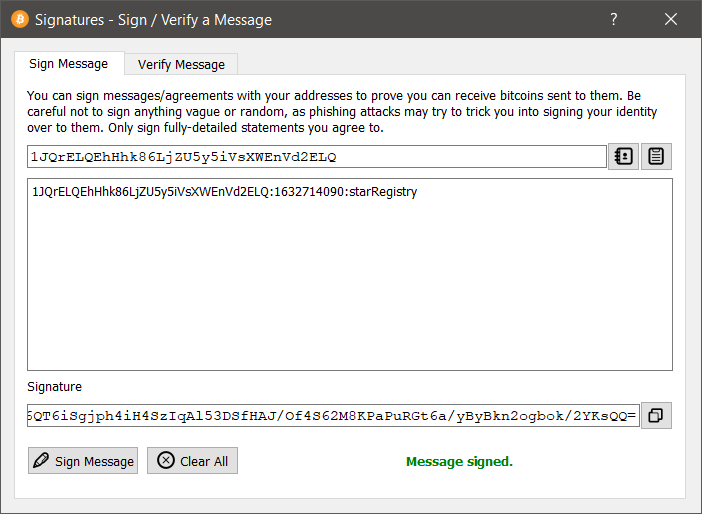 Signatures - Sign / Verify a Message
?
Sign Message
Verify Message
You can sign messages/agreements with your addresses to prove you can receive bitcoins sent to them. Be
careful not to sign anything vague or random, as phishing attacks may try to trick you into signing your identity
over to them. Only sign fully-detailed statements you agree to.
1JQrELQEhHhk86LjZU5y5iVsXWEnVd2ELQ
1JQrELQEhHhk86LjZU5y5iVsXWEnVd2ELQ:1632714090:starRegistry
Signature
6QT6iSgjph4iH4SzIqAl53DSfHAJ/Of4S62M8KPaPuRGt6a/yByBkn2ogbok/2YKsQQ=
Sign Message
Clear All
Message signed.